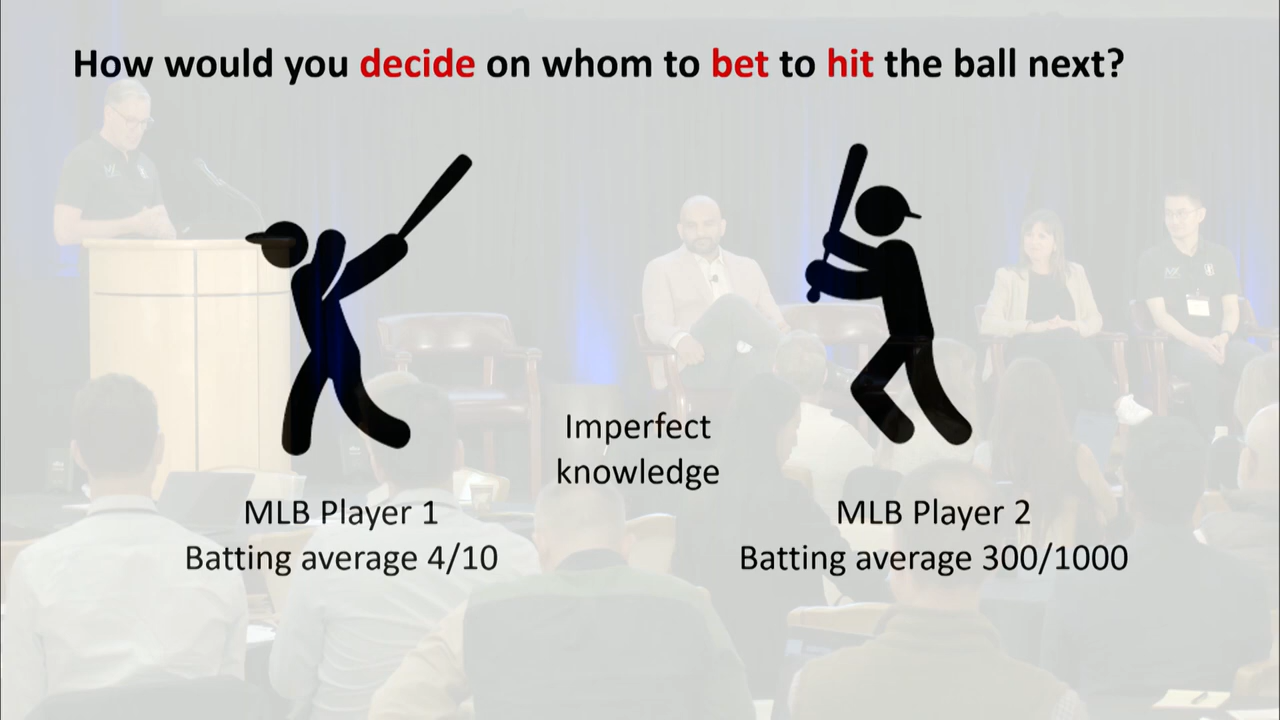 How would you decide on whom to bet to hit the ball next?
Imperfect
knowledge
MLB Player 1
Batting average 4/10
MLB Player 2
Batting average 300/1000